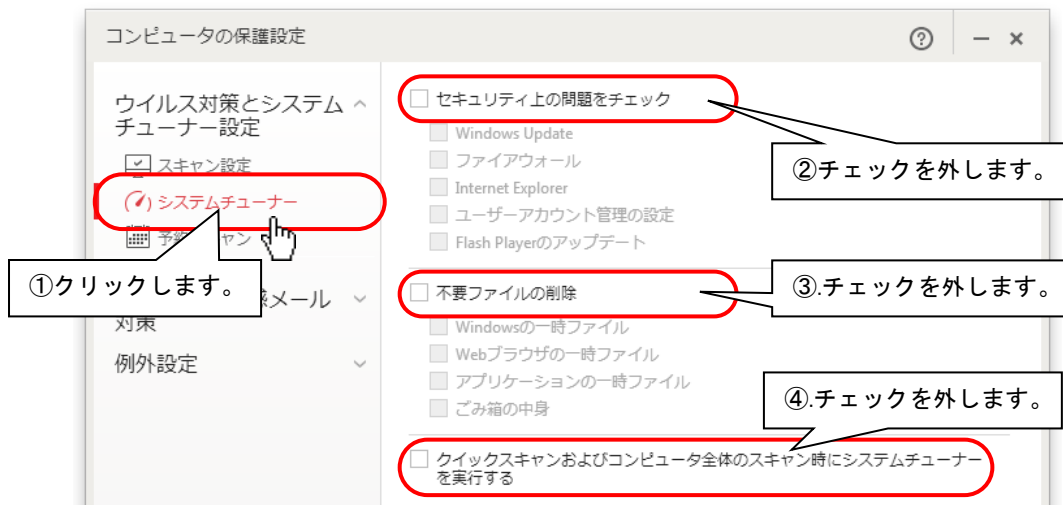 コンピュータの保護設定
ウイルス対策とシステム
チューナー設定
スキャン設定
システムチューナー
予約 ャン
①クリックします。
メール
対策
例外設定
セキュリティ上の問題をチェック
Windows Update
ファイアウォール
Internet Explorer
ユーザーアカウント管理の設定
Flash Playerのアップデート
②チェックを外します。
不要ファイルの削除
③.チェックを外します。
Windowsの一時ファイル
Webブラウザの一時ファイル
アプリケーションの一時ファイル
ごみ箱の中身
④.チェックを外します。
クイックスキャンおよびコンピュータ全体のスキャン時にシステムチューナー
を実行する